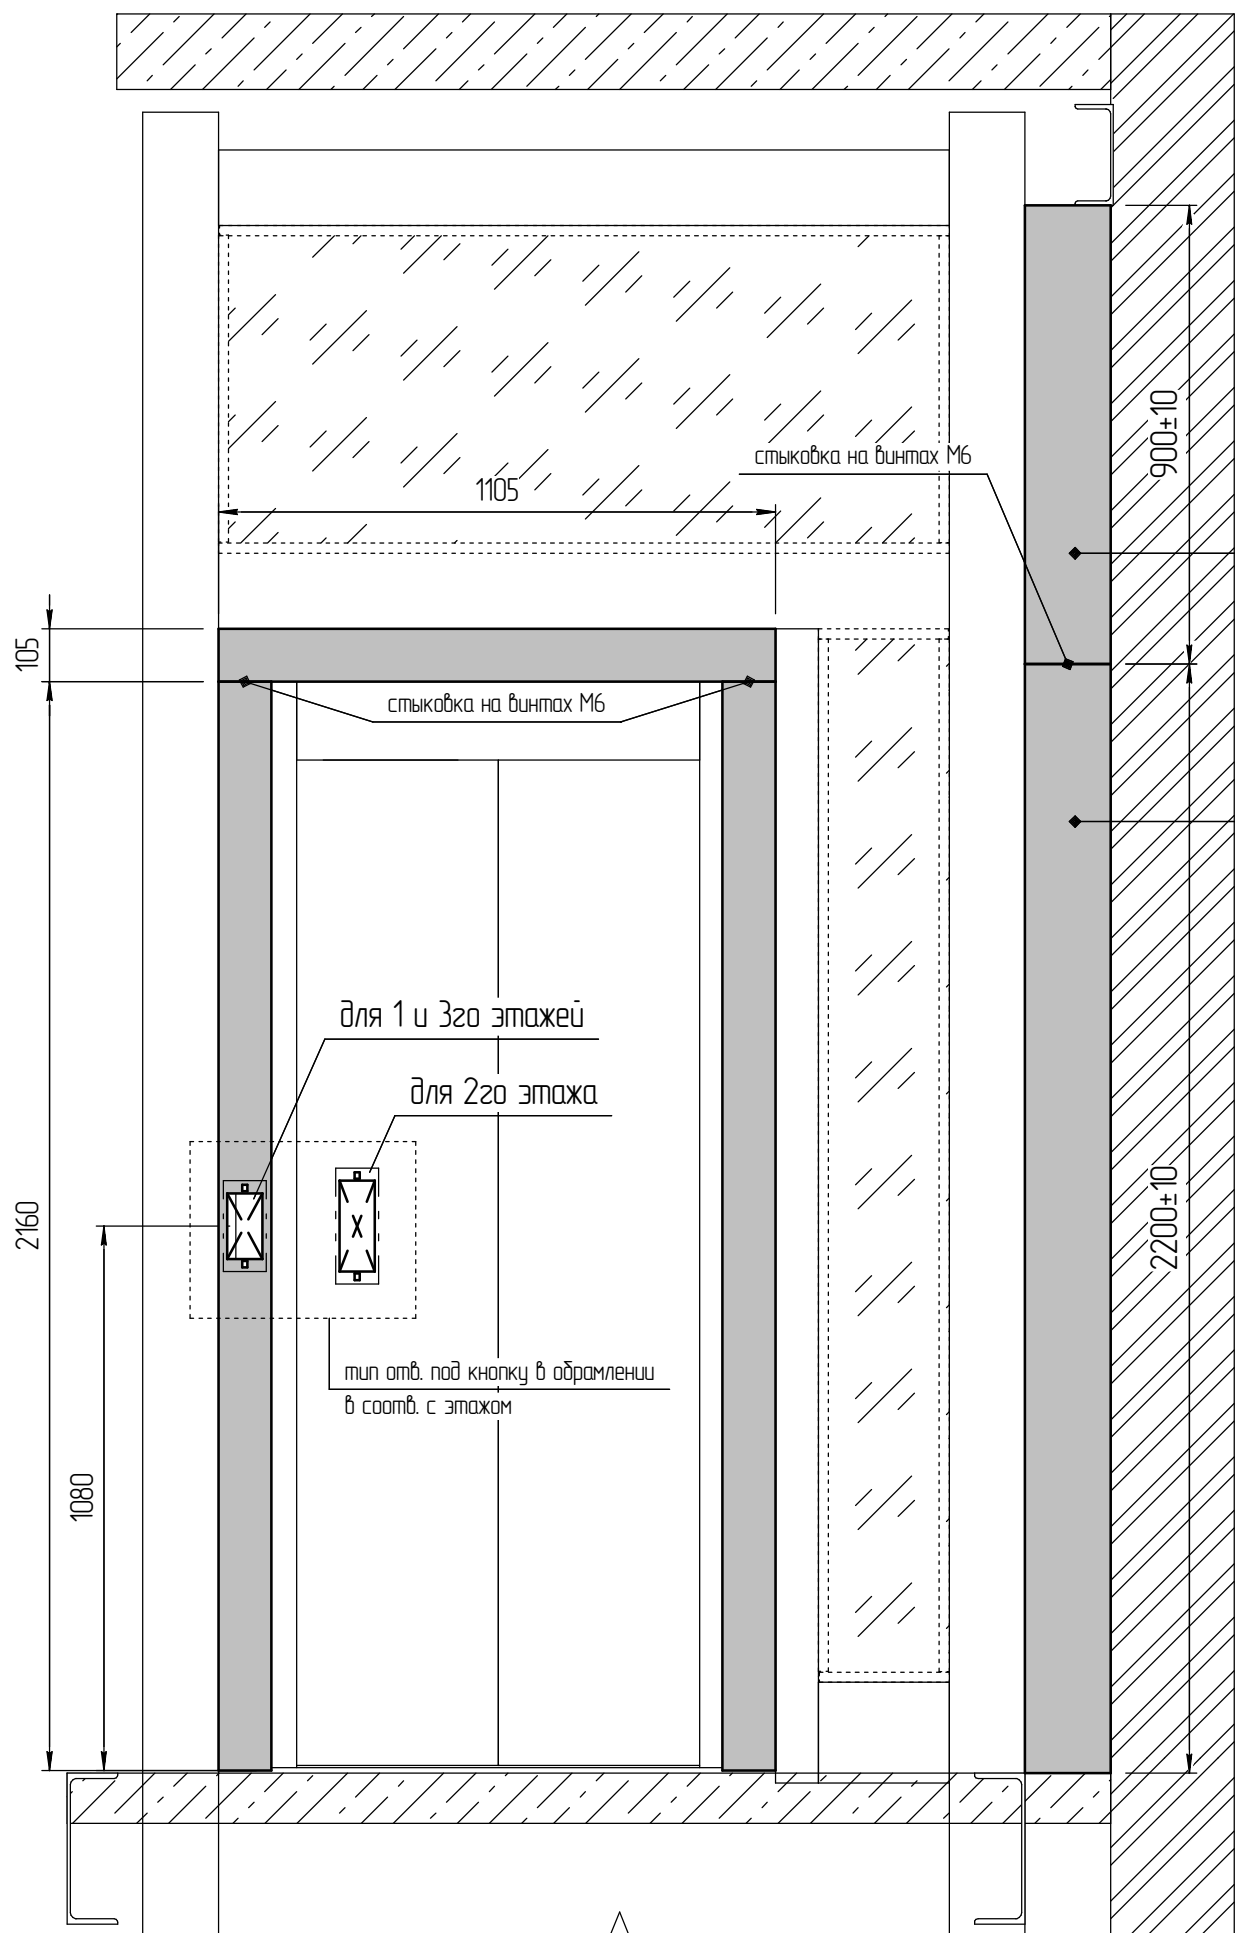 900±10
стыковка на винтах М6
1105
105
стыковка на винтах М6
для 1 и 3го этажей
для 2го этажа
2160
2200±10
тип отв. под кнопку в обрамлении
в соотв. с этажом
1080